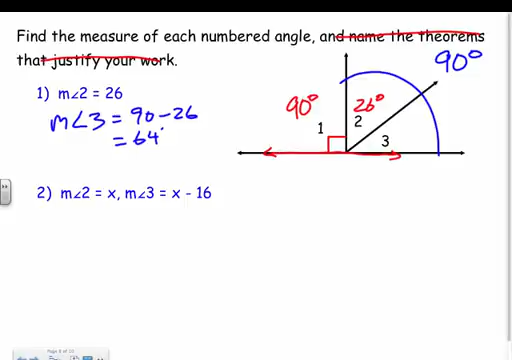 Find the measure of each numbered angle, and name the theorems
that justify your work.
90°
1) m∠2 = 26
m∠3 = 90 - 26
= 64
90°
26°
1
2
3
2) m∠2 = x, m∠3 = x - 16